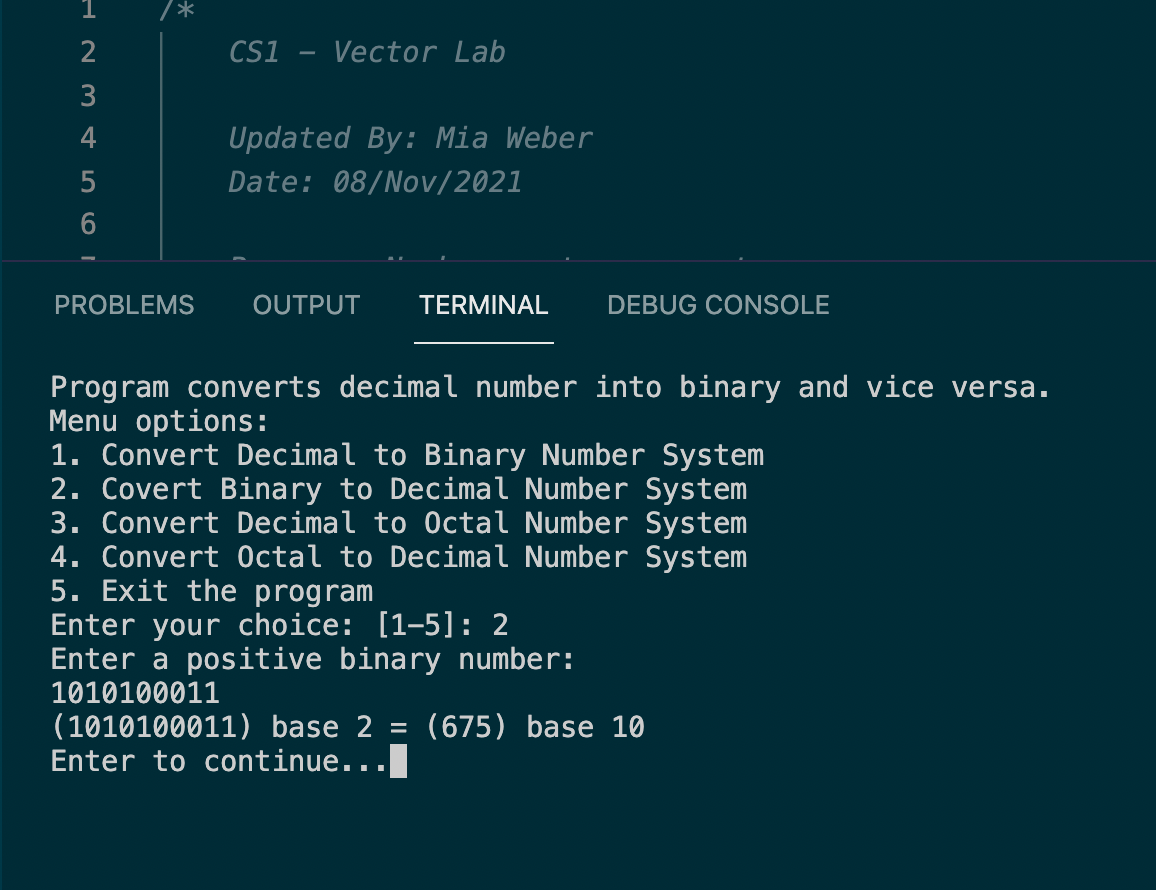 1 /*
2 CS1 - Vector Lab
3
4 Updated By: Mia Weber
5 Date: 08/Nov/2021
6
PROBLEMS OUTPUT TERMINAL DEBUG CONSOLE
Program converts decimal number into binary and vice versa.
Menu options:
1. Convert Decimal to Binary Number System
2. Covert Binary to Decimal Number System
3. Convert Decimal to Octal Number System
4. Convert Octal to Decimal Number System
5. Exit the program
Enter your choice: [1-5]: 2
Enter a positive binary number:
1010100011
(1010100011) base 2 = (675) base 10
Enter to continue...